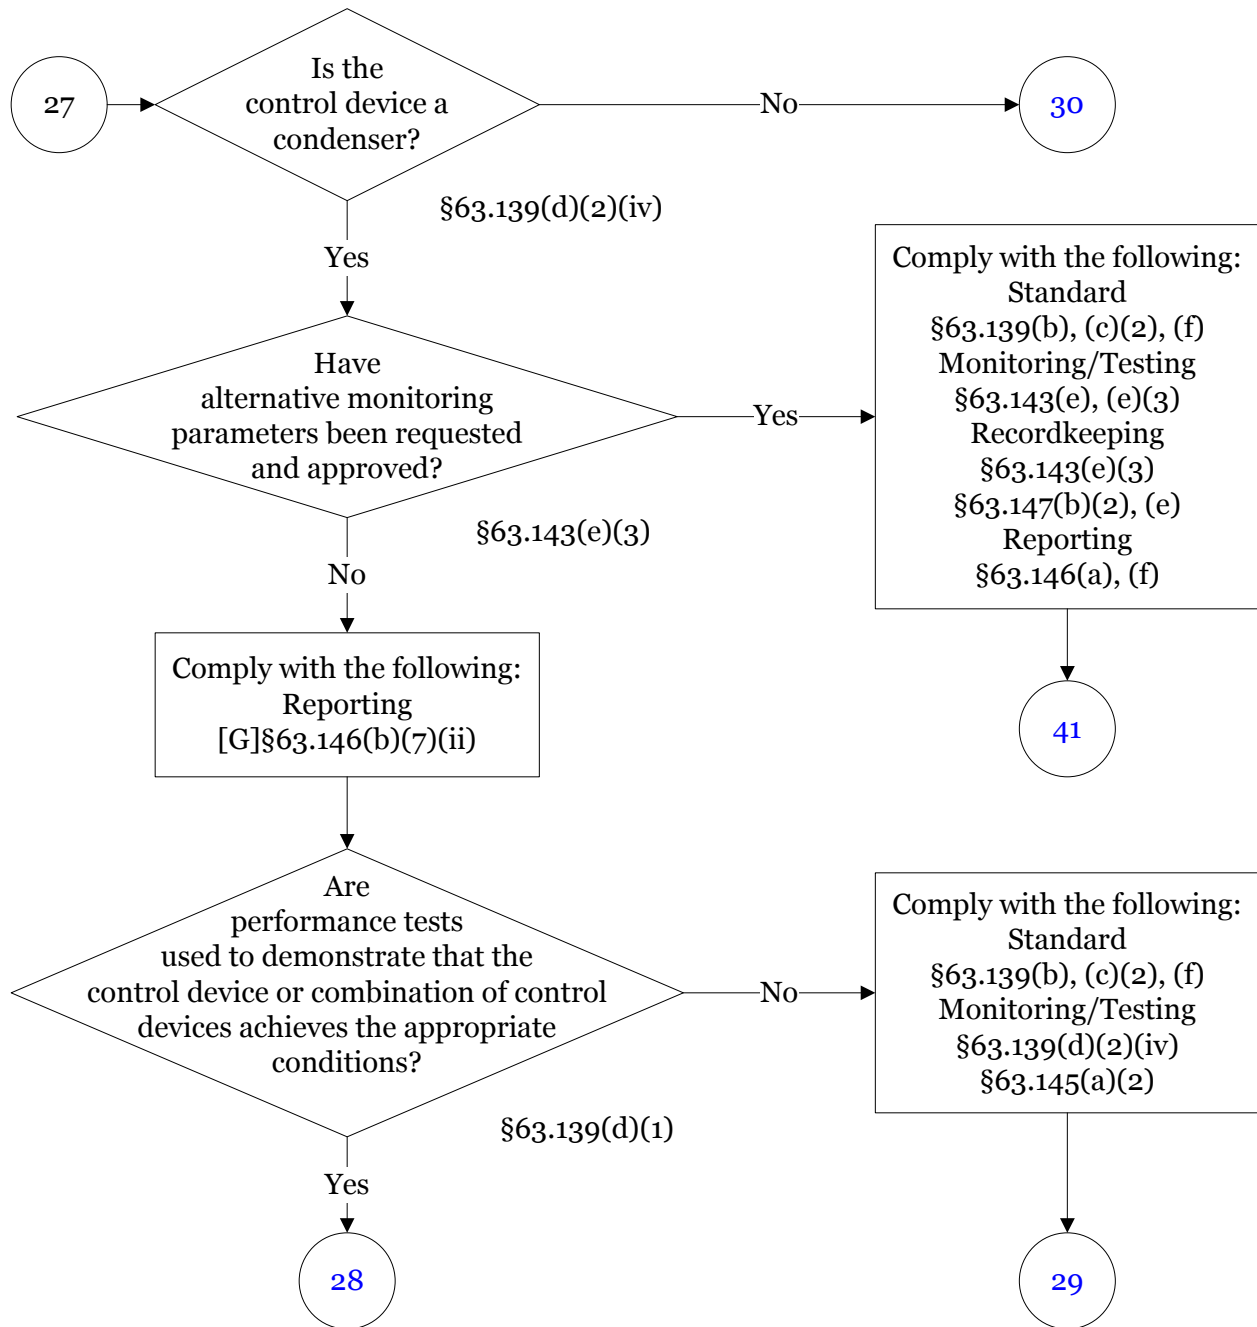 27
Is the
control device a
condenser?
No
30
§63.139(d)(2)(iv)
Yes
Have
alternative monitoring
parameters been requested
and approved?
Yes
§63.143(e)(3)
Comply with the following:
Standard
§63.139(b), (c)(2), (f)
Monitoring/Testing
§63.143(e), (e)(3)
Recordkeeping
§63.143(e)(3)
§63.147(b)(2), (e)
Reporting
§63.146(a), (f)
41
No
Comply with the following:
Reporting
[G]§63.146(b)(7)(ii)
Are
performance tests
used to demonstrate that the
control device or combination of control
devices achieves the appropriate
conditions?
No
§63.139(d)(1)
Comply with the following:
Standard
§63.139(b), (c)(2), (f)
Monitoring/Testing
§63.139(d)(2)(iv)
§63.145(a)(2)
Yes
28
29